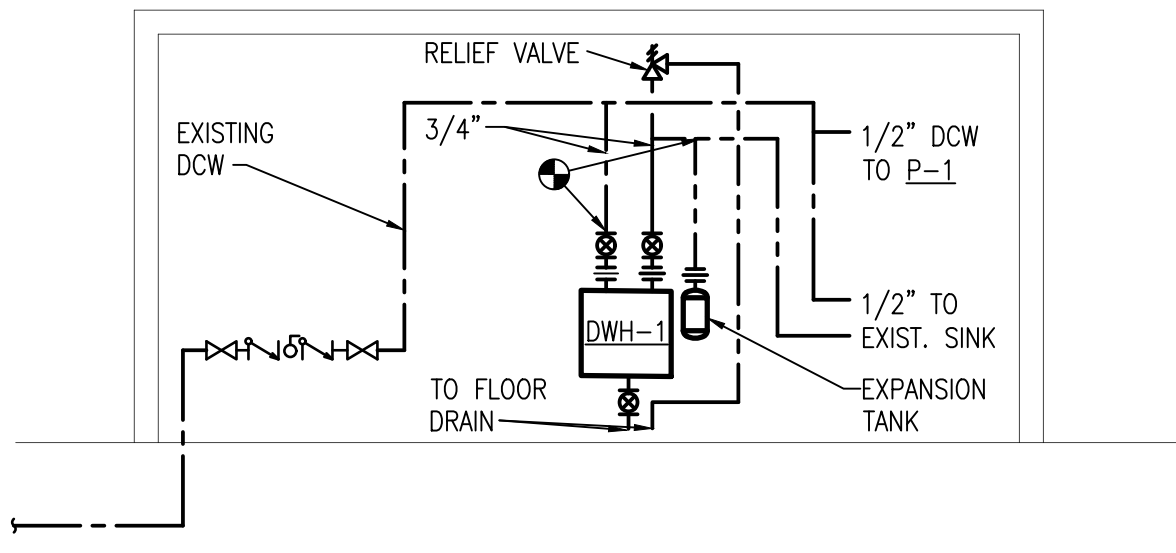 RELIEF VALVE
EXISTING
DCW
3/4”
1/2” DCW
TO P-1
DWH-1
1/2” TO
EXIST. SINK
TO FLOOR
DRAIN
EXPANSION
TANK